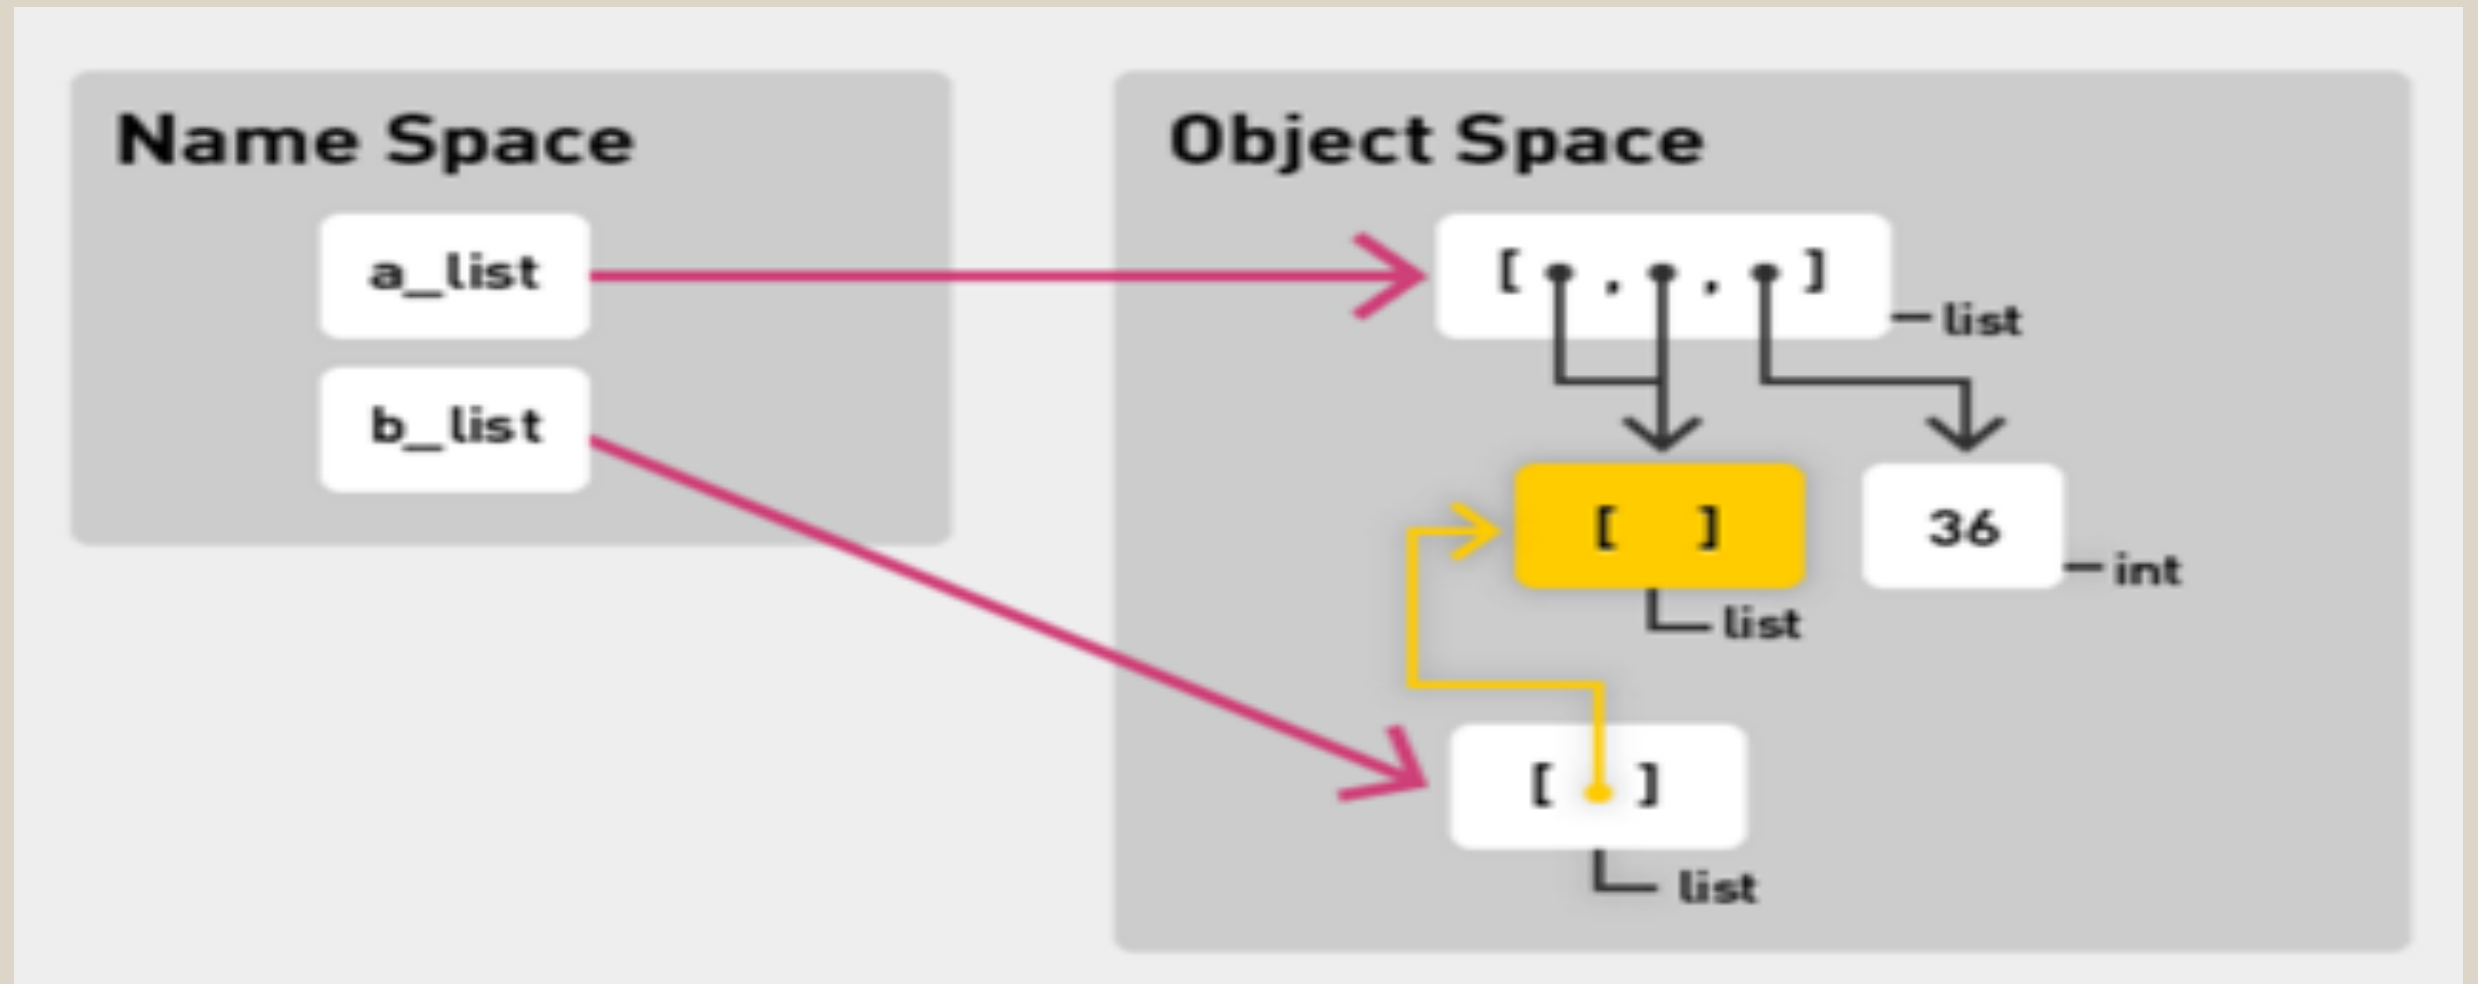 Name Space
a_list
b_list
Object Space
[ , , ]
list
[ ]
list
36
int
[ ]
list